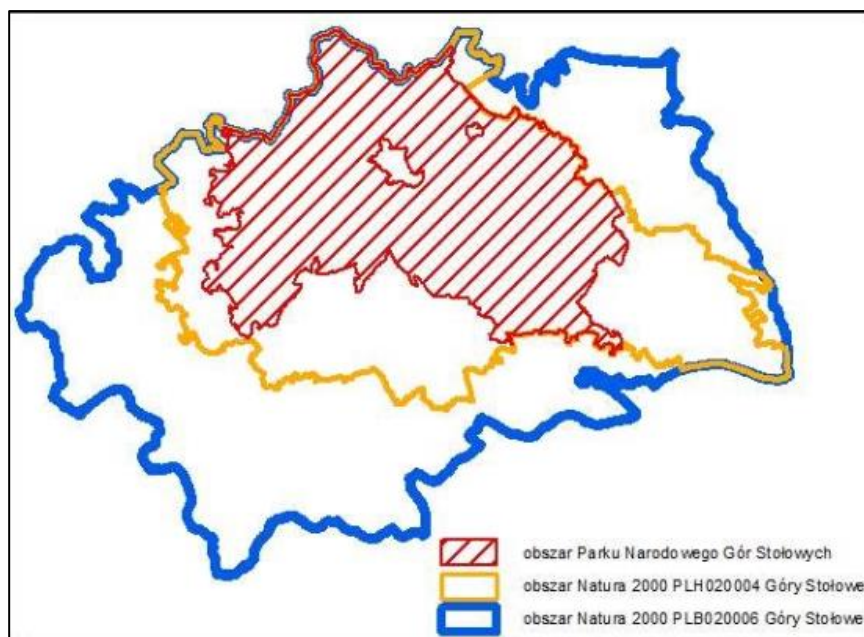 obszar Parku Narodowego Gór Stołowych
obszar Natura 2000 PLH020004 Góry Stołowe
obszar Natura 2000 PLB020006 Góry Stołowe